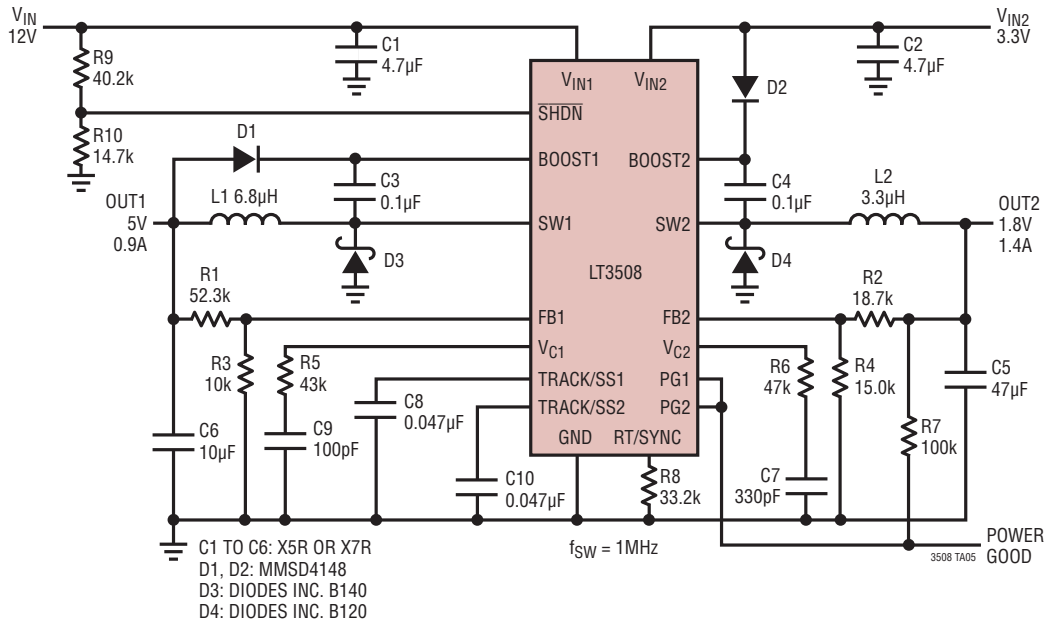 VIN
12V
VIN2
3.3V
R9
40.2k
C1
4.7µF
C2
4.7µF
VIN1
VIN2
D2
SHDN
R10
14.7k
D1
BOOST1
BOOST2
C3
0.1µF
C4
0.1µF
L2
3.3µH
OUT1
5V
0.9A
L1 6.8µH
SW1
SW2
OUT2
1.8V
1.4A
D3
D4
LT3508
R1
52.3k
R2
18.7k
FB1
FB2
VC1
VC2
R3
10k
R5
43k
R6
47k
R4
15.0k
C5
47µF
TRACK/SS1
PG1
C8
0.047µF
TRACK/SS2
PG2
R7
100k
C6
10µF
C9
100pF
GND
RT/SYNC
C10
0.047µF
R8
33.2k
C7
330pF
fSW = 1MHz
POWER
GOOD
3508 TA05
C1 TO C6: X5R OR X7R
D1, D2: MMSD4148
D3: DIODES INC. B140
D4: DIODES INC. B120